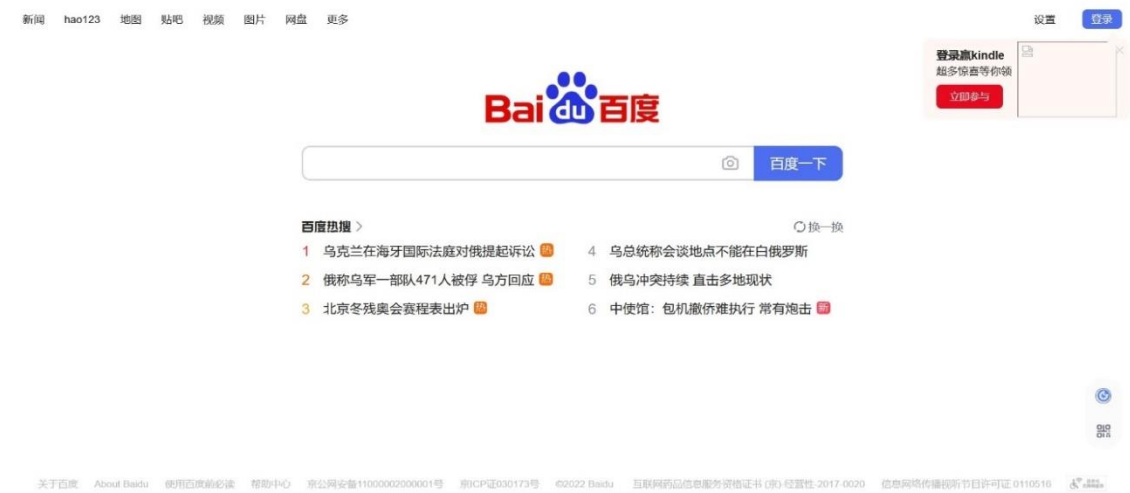 新闻 hao123 地图 贴吧 视频 图片 网盘 更多 设置 登录
登录赢kindle
超多惊喜等你领
立即参与
Bai du 百度
百度一下
百度热搜 > 换一换
1 乌克兰在海牙国际法庭对俄提起诉讼 热
4 乌总统称会谈地点不能在白俄罗斯
2 俄称乌军一部队471人被俘 乌方回应 热
5 俄乌冲突持续 直击多地现状
3 北京冬残奥会赛程表出炉 热
6 中使馆：包机撤侨难执行 常有炮击 新
关于百度 About Baidu 使用百度前必读 帮助中心 京公网安备11000002000001号 京ICP证030173号 ©2022 Baidu 互联网药品信息服务资格证书 (京)-经营性-2017-0020 信息网络传播视听节目许可证 0110516